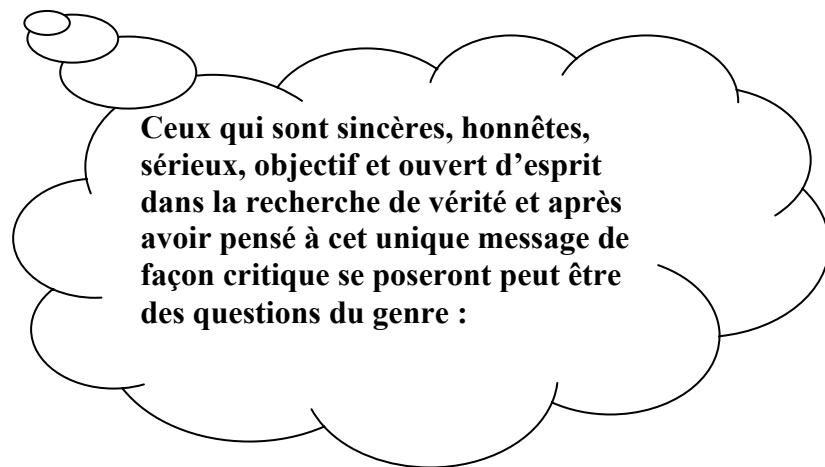 Ceux qui sont sincères, honnêtes,
sérieux, objectif et ouvert d’esprit
dans la recherche de vérité et après
avoir pensé à cet unique message de
façon critique se poseront peut être
des questions du genre :